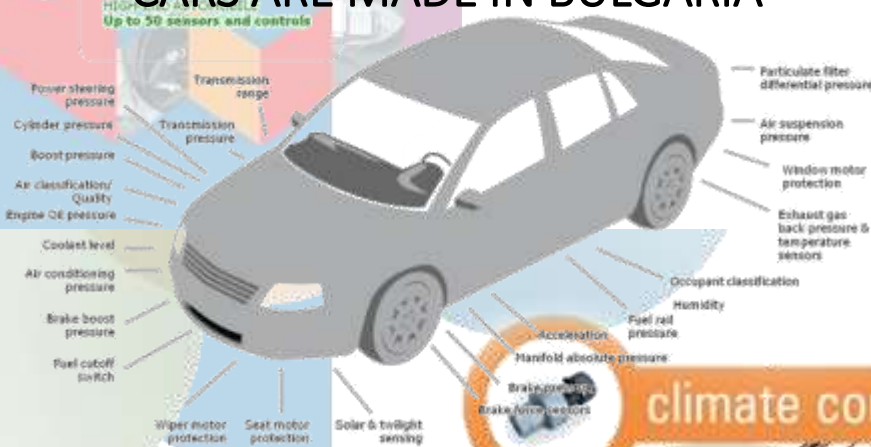 CARS ARE MADE IN BULGARIA
Up to 50 sensors and controls
Power steering
pressure
Transmission
range
Cylinder pressure
Transmission
pressure
Boost pressure
Air classification/
Quality
Engine Oil pressure
Coolant level
Air conditioning
pressure
Brake boost
pressure
Fuel cutoff
switch
Wiper motor
protection
Seat motor
protection
Solar & twilight
sensing
Particulate filter
differential pressure
Air suspension
pressure
Window motor
protection
Exhaust gas
back pressure &
temperature
sensors
Occupant classification
Humidity
Fuel rail
pressure
Acceleration
Manifold absolute pressure
Brake pressure
Brake force sensors
climate co